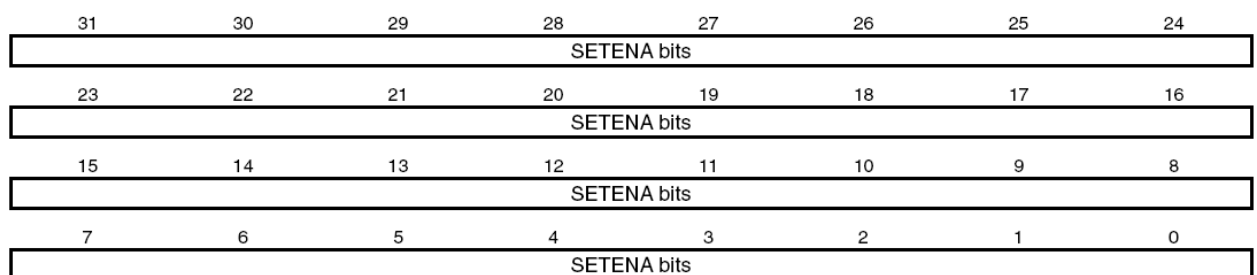 31 30 29 28 27 26 25 24
SETENA bits
23 22 21 20 19 18 17 16
SETENA bits
15 14 13 12 11 10 9 8
SETENA bits
7 6 5 4 3 2 1 0
SETENA bits